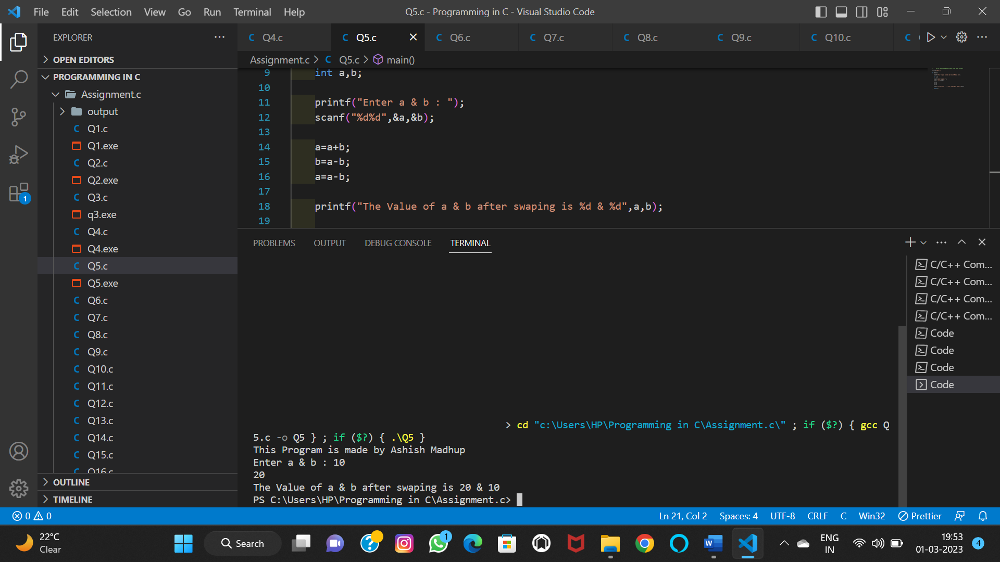 File Edit Selection View Go Run Terminal Help Q5.c - Programming in C - Visual Studio Code
EXPLORER
Q4.c Q5.c Q6.c Q7.c Q8.c Q9.c Q10.c
OPEN EDITORS
Assignment.c > Q5.c > main()
PROGRAMMING IN C
Assignment.c
output
Q1.c
Q1.exe
Q2.c
Q2.exe
Q3.c
q3.exe
Q4.c
Q4.exe
Q5.c
Q5.exe
Q6.c
Q7.c
Q8.c
Q9.c
Q10.c
Q11.c
Q12.c
Q13.c
Q14.c
Q15.c
Q16.c
OUTLINE
TIMELINE
9 int a,b;
10
11 printf("Enter a & b : ");
12 scanf("%d%d",&a,&b);
13
14 a=a+b;
15 b=a-b;
16 a=a-b;
17
18 printf("The Value of a & b after swaping is %d & %d",a,b);
19
PROBLEMS OUTPUT DEBUG CONSOLE TERMINAL
> cd "c:\Users\HP\Programming in C\Assignment.c\" ; if ($?) { gcc Q
5.c -o Q5 } ; if ($?) { .\Q5 }
This Program is made by Ashish Madhup
Enter a & b : 10
20
The Value of a & b after swaping is 20 & 10
PS C:\Users\HP\Programming in C\Assignment.c>
C/C++ Com...
C/C++ Com...
C/C++ Com...
C/C++ Com...
Code
Code
Code
Code
1
0 0 Ln 21, Col 2 Spaces: 4 UTF-8 CRLF C Win32 Prettier
22°C
Clear
Search
1
ENG
IN
19:53
01-03-2023
4